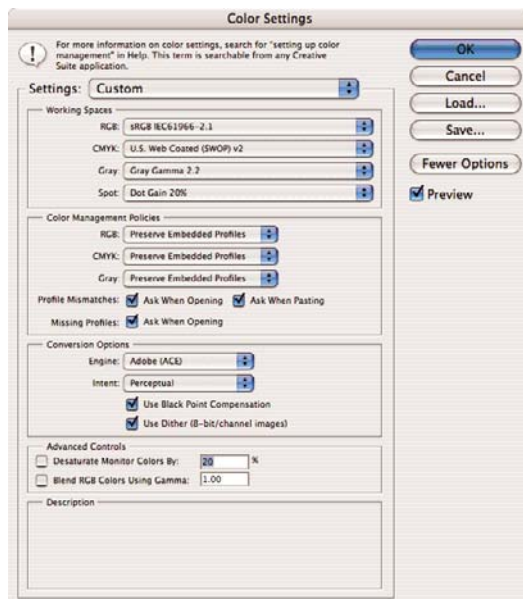 Color Settings
For more information on color settings, search for "setting up color
management" in Help. This term is searchable from any Creative
Suite application.
Settings: Custom
Working Spaces
RGB: sRGB IEC61966-2.1
CMYK: U.S. Web Coated (SWOP) v2
Gray: Gray Gamma 2.2
Spot: Dot Gain 20%
Color Management Policies
RGB: Preserve Embedded Profiles
CMYK: Preserve Embedded Profiles
Gray: Preserve Embedded Profiles
Profile Mismatches: Ask When Opening Ask When Pasting
Missing Profiles: Ask When Opening
Conversion Options
Engine: Adobe (ACE)
Intent: Perceptual
Use Black Point Compensation
Use Dither (8-bit/channel images)
Advanced Controls
Desaturate Monitor Colors By: 20 %
Blend RGB Colors Using Gamma: 1.00
Description
OK
Cancel
Load...
Save...
Fewer Options
Preview